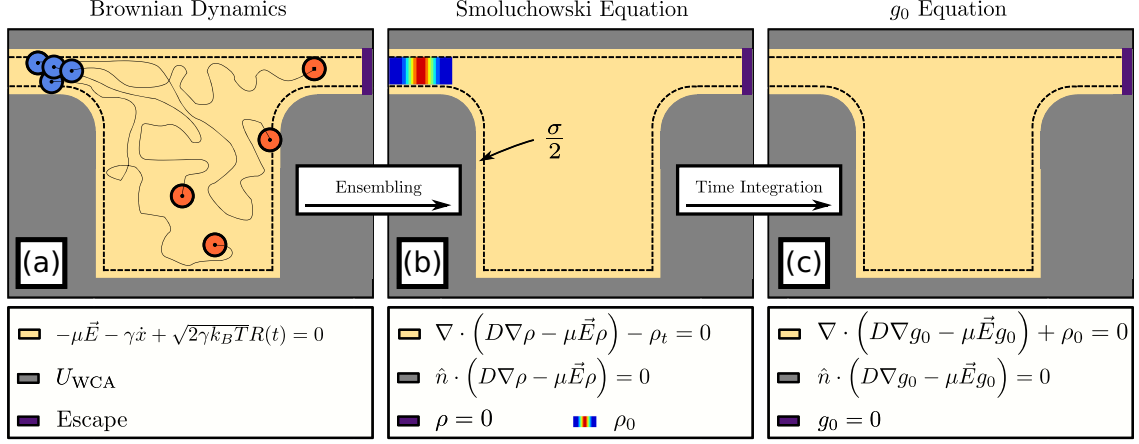 Brownian Dynamics
Smoluchowski Equation
g₀ Equation
σ/2
Ensembling
Time Integration
(a)
(b)
(c)
−μE⃗ − γẋ + √(2γk_BT)R(t) = 0
U_WCA
Escape
∇ · (D∇ρ − μE⃗ρ) − ρ_t = 0
n̂ · (D∇ρ − μE⃗ρ) = 0
ρ = 0
ρ₀
∇ · (D∇g₀ − μE⃗g₀) + ρ₀ = 0
n̂ · (D∇g₀ − μE⃗g₀) = 0
g₀ = 0